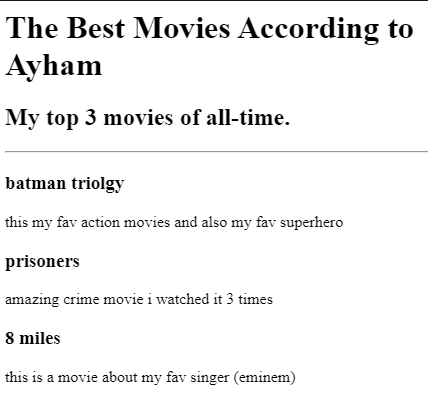 The Best Movies According to
Ayham
My top 3 movies of all-time.
batman triolgy
this my fav action movies and also my fav superhero
prisoners
amazing crime movie i watched it 3 times
8 miles
this is a movie about my fav singer (eminem)